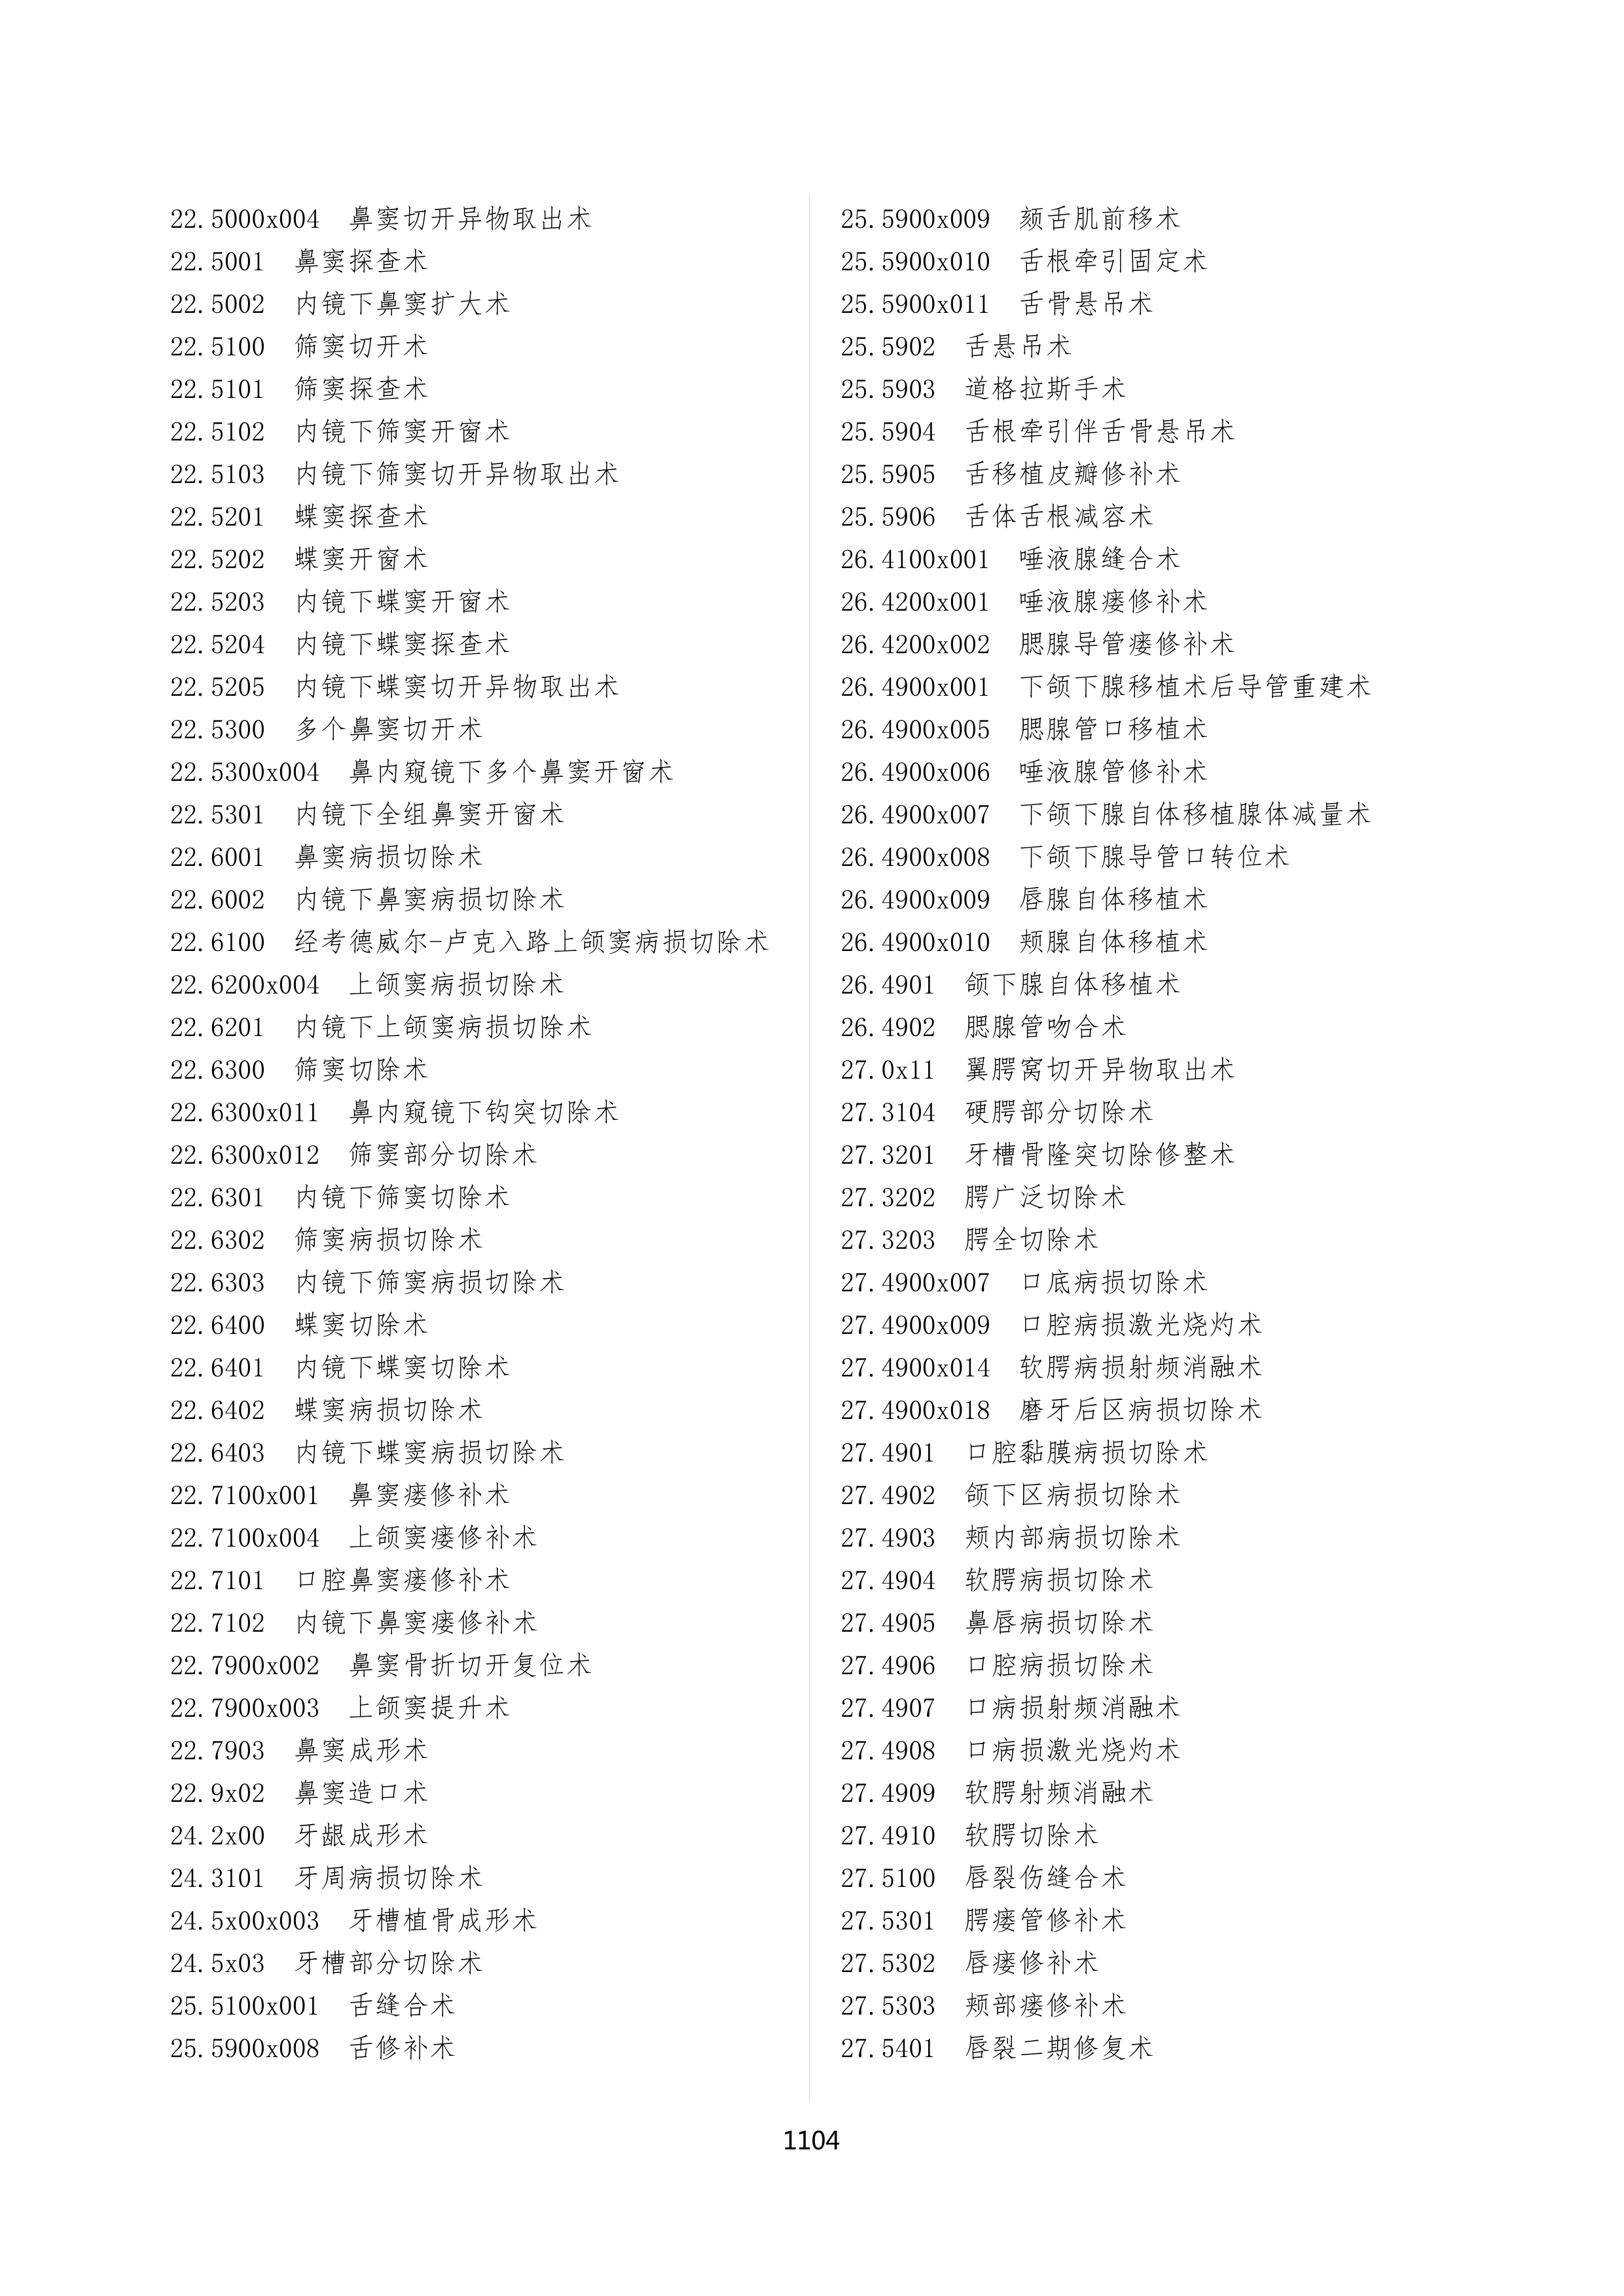 22.5000x004 鼻窦切开异物取出术
22.5001 鼻窦探查术
22.5002 内镜下鼻窦扩大术
22.5100 筛窦切开术
22.5101 筛窦探查术
22.5102 内镜下筛窦开窗术
22.5103 内镜下筛窦切开异物取出术
22.5201 蝶窦探查术
22.5202 蝶窦开窗术
22.5203 内镜下蝶窦开窗术
22.5204 内镜下蝶窦探查术
22.5205 内镜下蝶窦切开异物取出术
22.5300 多个鼻窦切开术
22.5300x004 鼻内窥镜下多个鼻窦开窗术
22.5301 内镜下全组鼻窦开窗术
22.6001 鼻窦病损切除术
22.6002 内镜下鼻窦病损切除术
22.6100 经考德威尔-卢克入路上颌窦病损切除术
22.6200x004 上颌窦病损切除术
22.6201 内镜下上颌窦病损切除术
22.6300 筛窦切除术
22.6300x011 鼻内窥镜下钩突切除术
22.6300x012 筛窦部分切除术
22.6301 内镜下筛窦切除术
22.6302 筛窦病损切除术
22.6303 内镜下筛窦病损切除术
22.6400 蝶窦切除术
22.6401 内镜下蝶窦切除术
22.6402 蝶窦病损切除术
22.6403 内镜下蝶窦病损切除术
22.7100x001 鼻窦瘘修补术
22.7100x004 上颌窦瘘修补术
22.7101 口腔鼻窦瘘修补术
22.7102 内镜下鼻窦瘘修补术
22.7900x002 鼻窦骨折切开复位术
22.7900x003 上颌窦提升术
22.7903 鼻窦成形术
22.9x02 鼻窦造口术
24.2x00 牙龈成形术
24.3101 牙周病损切除术
24.5x00x003 牙槽植骨成形术
24.5x03 牙槽部分切除术
25.5100x001 舌缝合术
25.5900x008 舌修补术
25.5900x009 颏舌肌前移术
25.5900x010 舌根牵引固定术
25.5900x011 舌骨悬吊术
25.5902 舌悬吊术
25.5903 道格拉斯手术
25.5904 舌根牵引伴舌骨悬吊术
25.5905 舌移植皮瓣修补术
25.5906 舌体舌根减容术
26.4100x001 唾液腺缝合术
26.4200x001 唾液腺瘘修补术
26.4200x002 腮腺导管瘘修补术
26.4900x001 下颌下腺移植术后导管重建术
26.4900x005 腮腺管口移植术
26.4900x006 唾液腺管修补术
26.4900x007 下颌下腺自体移植腺体减量术
26.4900x008 下颌下腺导管口转位术
26.4900x009 唇腺自体移植术
26.4900x010 颊腺自体移植术
26.4901 颌下腺自体移植术
26.4902 腮腺管吻合术
27.0x11 翼腭窝切开异物取出术
27.3104 硬腭部分切除术
27.3201 牙槽骨隆突切除修整术
27.3202 腭广泛切除术
27.3203 腭全切除术
27.4900x007 口底病损切除术
27.4900x009 口腔病损激光烧灼术
27.4900x014 软腭病损射频消融术
27.4900x018 磨牙后区病损切除术
27.4901 口腔黏膜病损切除术
27.4902 颌下区病损切除术
27.4903 颊内部病损切除术
27.4904 软腭病损切除术
27.4905 鼻唇病损切除术
27.4906 口腔病损切除术
27.4907 口病损射频消融术
27.4908 口病损激光烧灼术
27.4909 软腭射频消融术
27.4910 软腭切除术
27.5100 唇裂伤缝合术
27.5301 腭瘘管修补术
27.5302 唇瘘修补术
27.5303 颊部瘘修补术
27.5401 唇裂二期修复术
1104